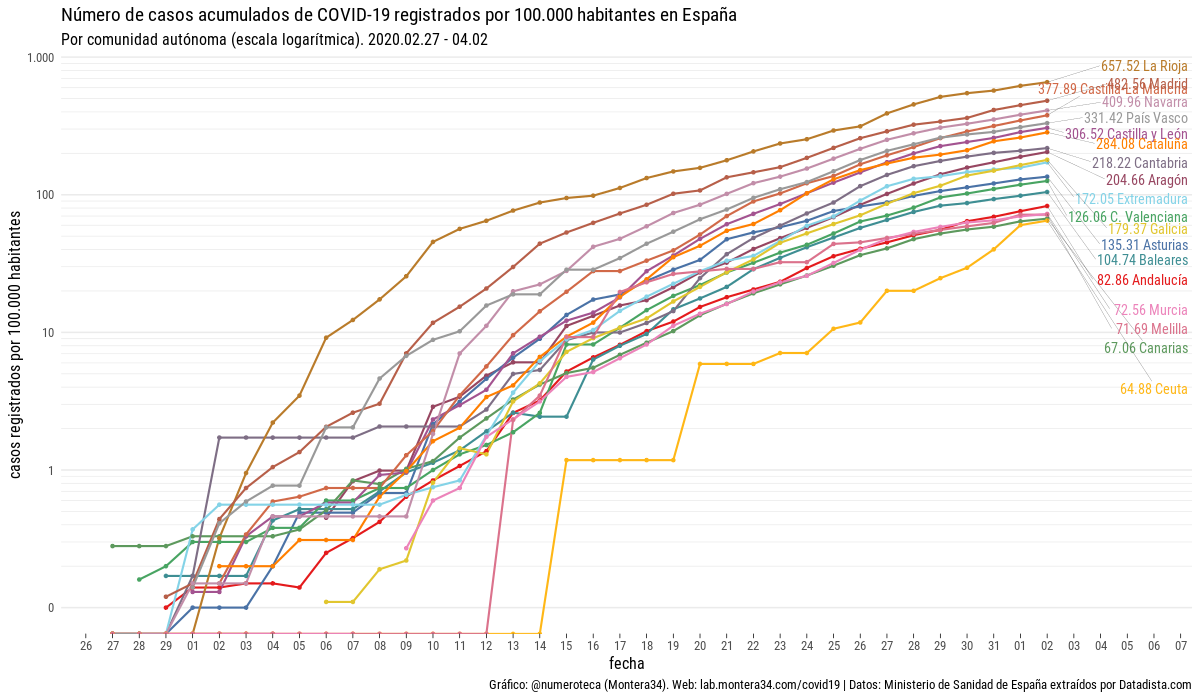 Número de casos acumulados de COVID-19 registrados por 100.000 habitantes en España
Por comunidad autónoma (escala logarítmica). 2020.02.27 - 04.02
casos registrados por 100.000 habitantes
1.000
100
10
1
0
657.52 La Rioja
482.56 Madrid
377.89 Castilla La Mancha
409.96 Navarra
331.42 País Vasco
306.52 Castilla y León
284.08 Cataluña
218.22 Cantabria
204.66 Aragón
172.05 Extremadura
126.06 C. Valenciana
179.37 Galicia
135.31 Asturias
104.74 Baleares
82.86 Andalucía
72.56 Murcia
71.69 Melilla
67.06 Canarias
64.88 Ceuta
26 27 28 29 01 02 03 04 05 06 07 08 09 10 11 12 13 14 15 16 17 18 19 20 21 22 23 24 25 26 27 28 29 30 31 01 02 03 04 05 06 07
fecha
Gráfico: @numeroteca (Montera34). Web: lab.montera34.com/covid19 | Datos: Ministerio de Sanidad de España extraídos por Datadista.com